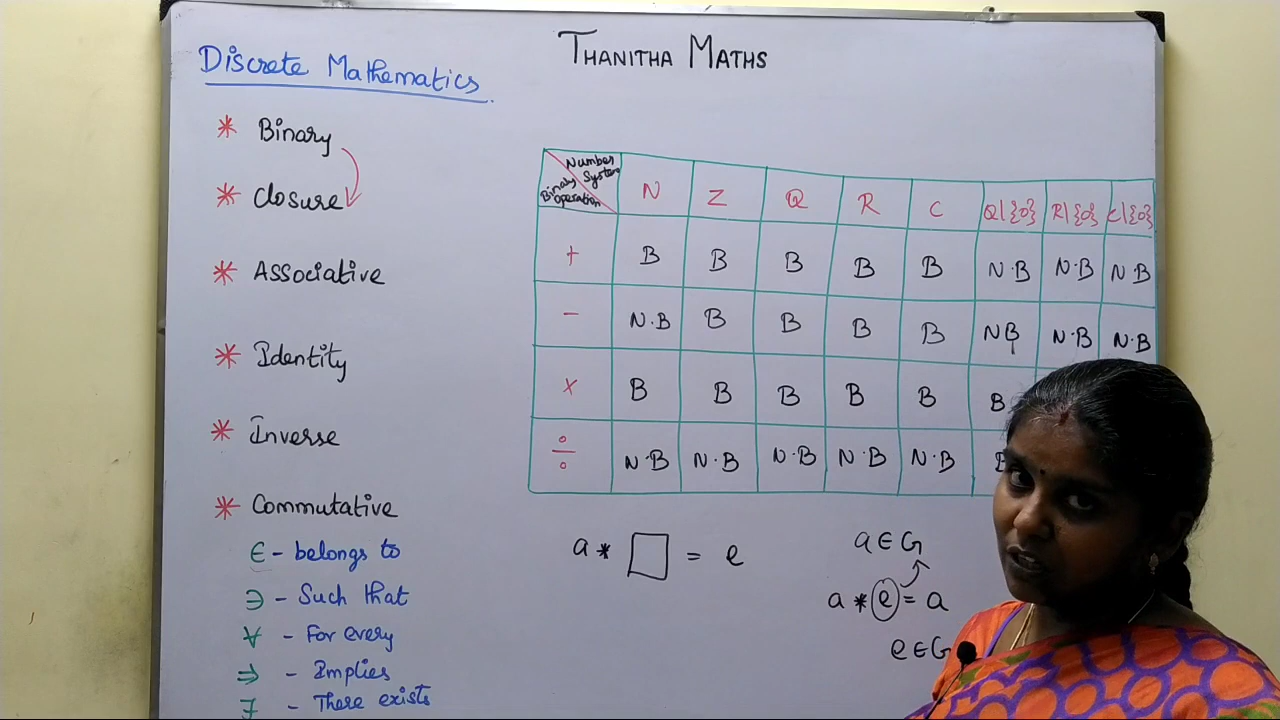 THANITHA MATHS
Discrete Mathematics
* Binary
* Closure
* Associative
* Identity
* Inverse
* Commutative
∈ - belongs to
∋ - Such that
∀ - For every
⇒ - Implies
∃ - There exists
Number System
Binary Operation
N Z Q R C Q|{0} R|{0} C|{0}
+ B B B B B N·B N·B N·B
- N·B B B B B NB N·B N·B
× B B B B B B
÷ N·B N·B N·B N·B N·B
a * □ = e
a ∈ G
a * e = a
e ∈ G